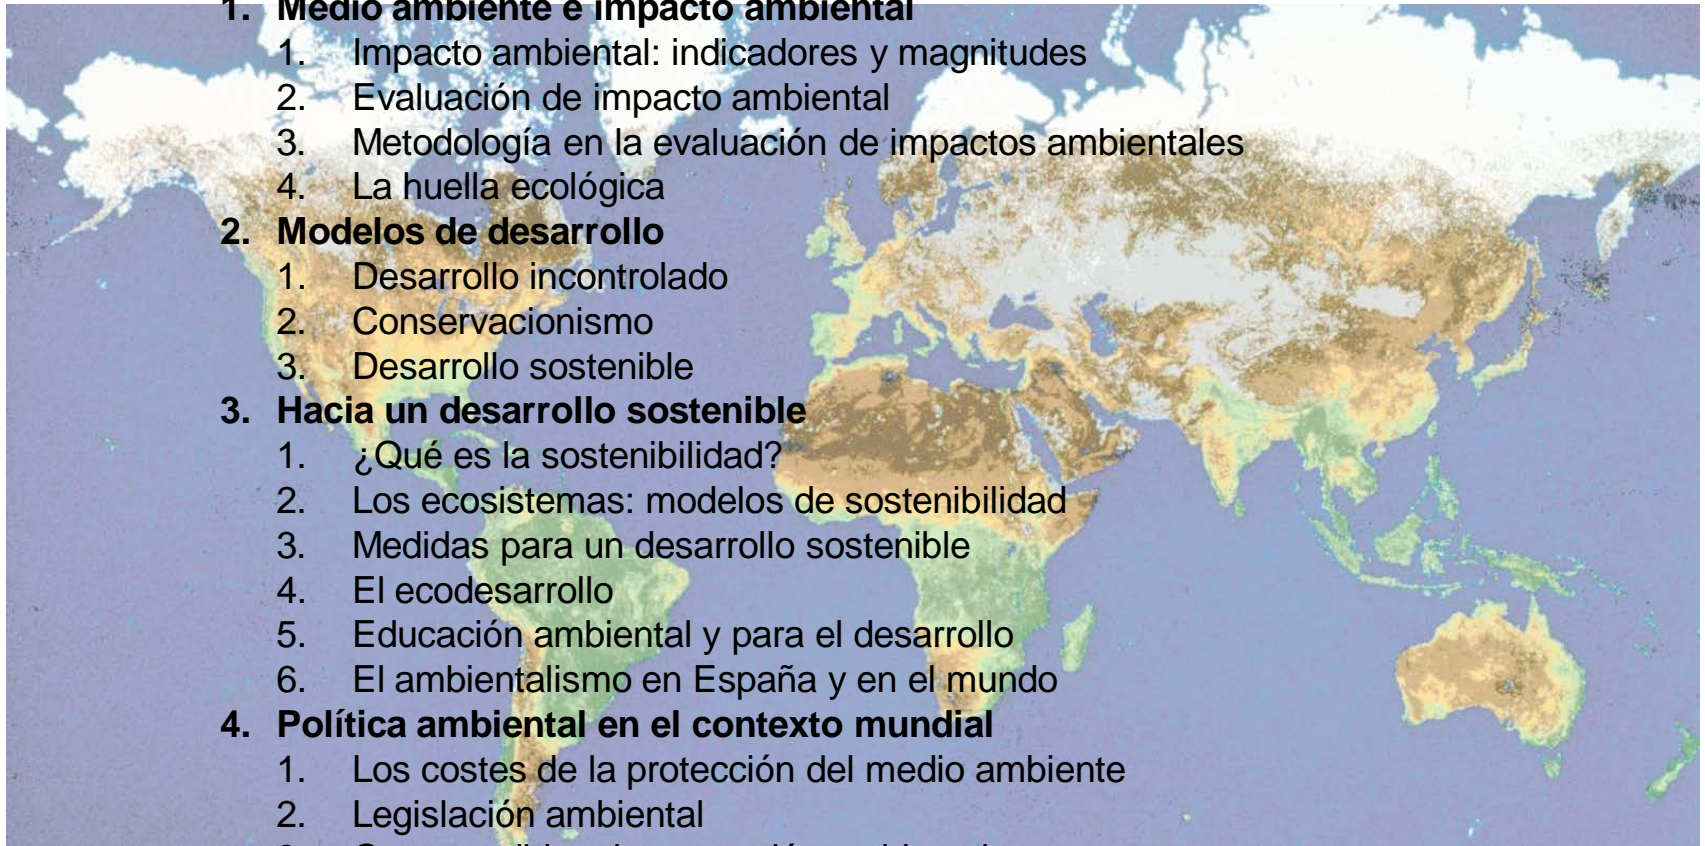 1. Medio ambiente e impacto ambiental
1. Impacto ambiental: indicadores y magnitudes
2. Evaluación de impacto ambiental
3. Metodología en la evaluación de impactos ambientales
4. La huella ecológica
2. Modelos de desarrollo
1. Desarrollo incontrolado
2. Conservacionismo
3. Desarrollo sostenible
3. Hacia un desarrollo sostenible
1. ¿Qué es la sostenibilidad?
2. Los ecosistemas: modelos de sostenibilidad
3. Medidas para un desarrollo sostenible
4. El ecodesarrollo
5. Educación ambiental y para el desarrollo
6. El ambientalismo en España y en el mundo
4. Política ambiental en el contexto mundial
1. Los costes de la protección del medio ambiente
2. Legislación ambiental